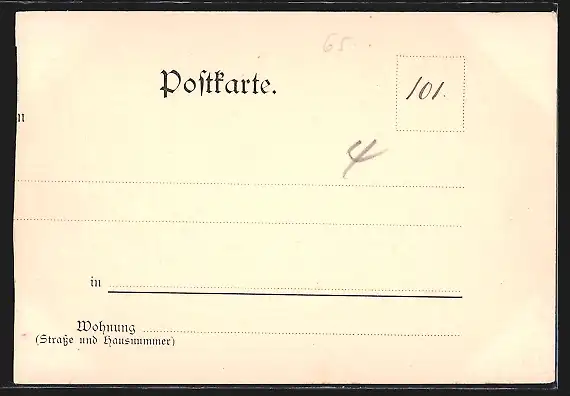 65.
Postkarte.
101.
n
4
in
Wohnung
(Straße und Hausnummer)